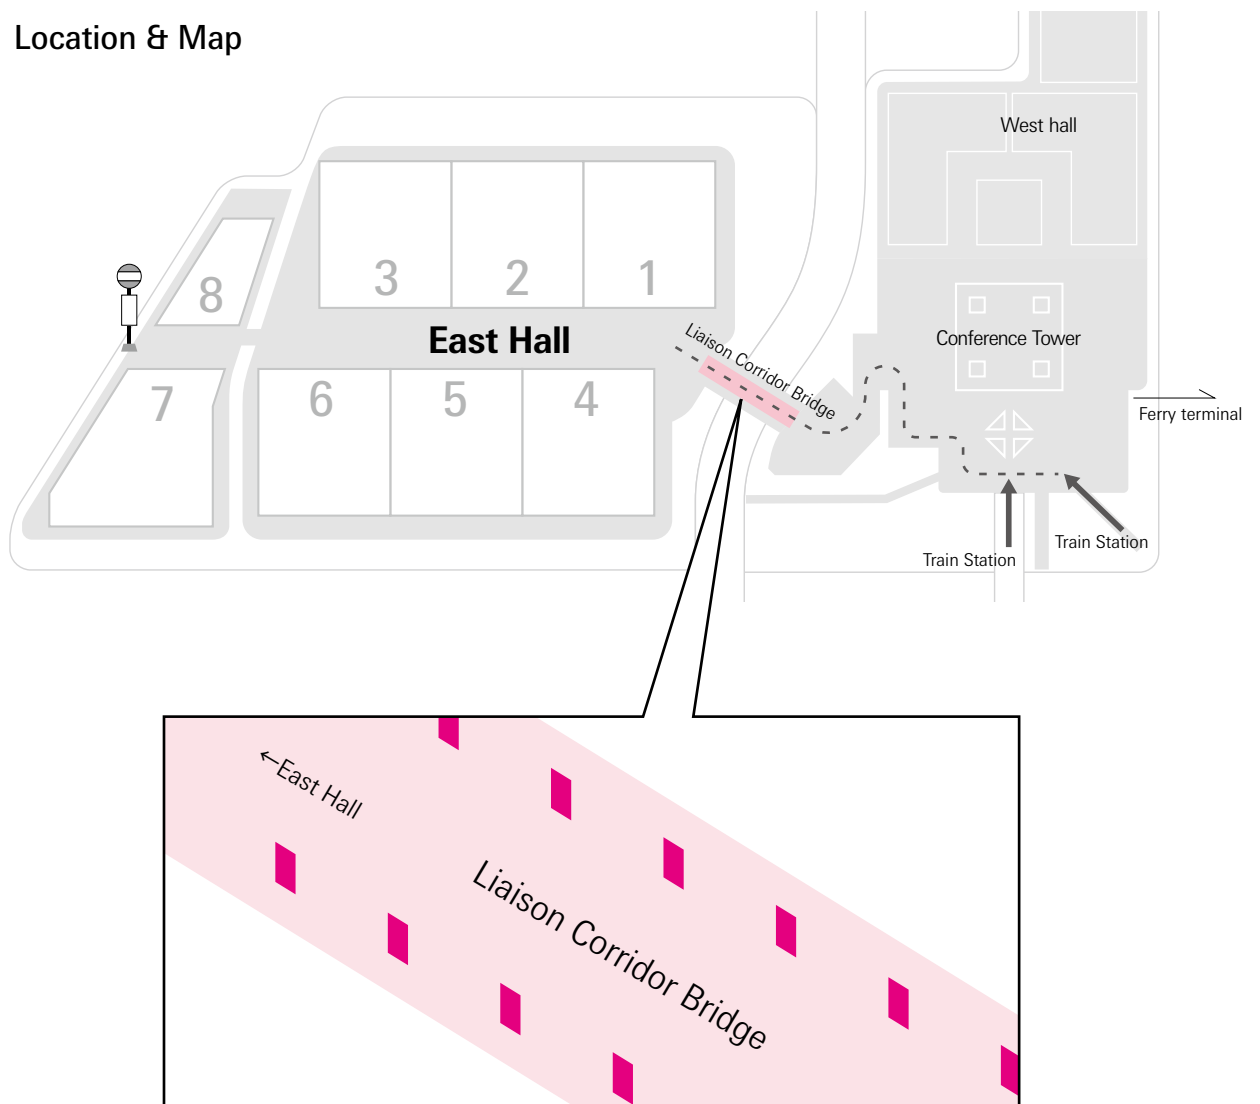 Location & Map
West hall
8
3
2
1
East Hall
Liaison Corridor Bridge
Conference Tower
7
6
5
4
Ferry terminal
Train Station
Train Station
←East Hall
Liaison Corridor Bridge